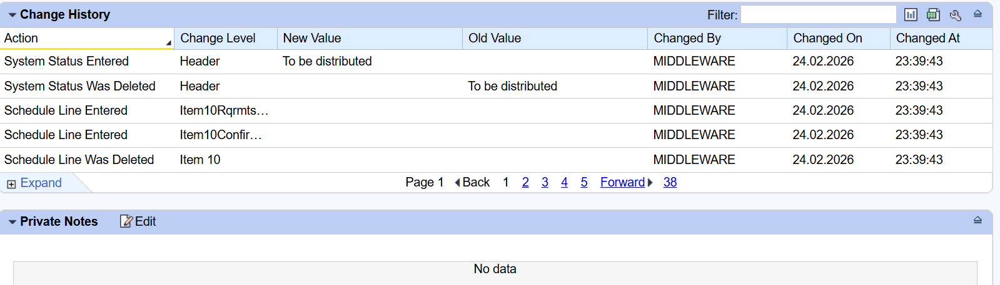 Change History Filter:
Action Change Level New Value Old Value Changed By Changed On Changed At
System Status Entered Header To be distributed MIDDLEWARE 24.02.2026 23:39:43
System Status Was Deleted Header To be distributed MIDDLEWARE 24.02.2026 23:39:43
Schedule Line Entered Item10Rqrmts… MIDDLEWARE 24.02.2026 23:39:43
Schedule Line Entered Item10Confir… MIDDLEWARE 24.02.2026 23:39:43
Schedule Line Was Deleted Item 10 MIDDLEWARE 24.02.2026 23:39:43
Expand Page 1 Back 1 2 3 4 5 Forward 38
Private Notes Edit
No data